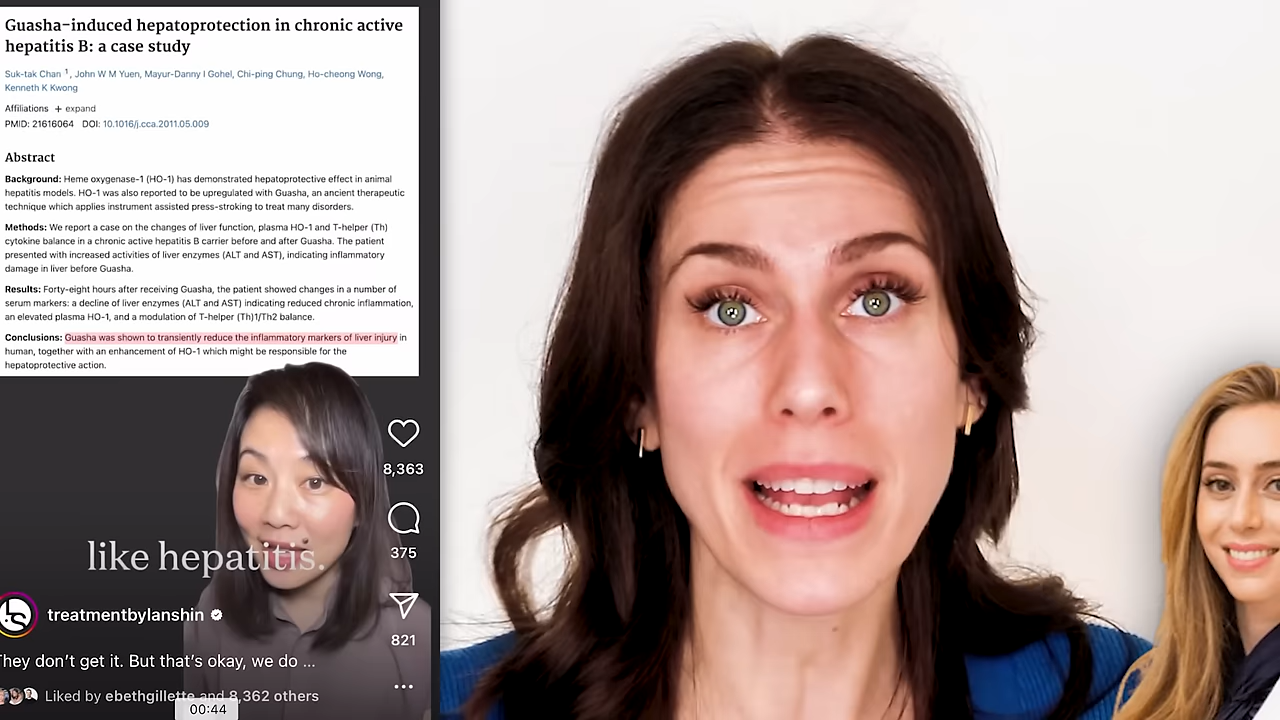 Guasha-induced hepatoprotection in chronic active
hepatitis B: a case study
Suk-tak Chan 1, John W M Yuen, Mayur-Danny I Gohel, Chi-ping Chung, Ho-cheong Wong,
Kenneth K Kwong
Affiliations + expand
PMID: 21616064 DOI: 10.1016/j.cca.2011.05.009
Abstract
Background: Heme oxygenase-1 (HO-1) has demonstrated hepatoprotective effect in animal
hepatitis models. HO-1 was also reported to be upregulated with Guasha, an ancient therapeutic
technique which applies instrument assisted press-stroking to treat many disorders.
Methods: We report a case on the changes of liver function, plasma HO-1 and T-helper (Th)
cytokine balance in a chronic active hepatitis B carrier before and after Guasha. The patient
presented with increased activities of liver enzymes (ALT and AST), indicating inflammatory
damage in liver before Guasha.
Results: Forty-eight hours after receiving Guasha, the patient showed changes in a number of
serum markers: a decline of liver enzymes (ALT and AST) indicating reduced chronic inflammation,
an elevated plasma HO-1, and a modulation of T-helper (Th)1/Th2 balance.
Conclusions: Guasha was shown to transiently reduce the inflammatory markers of liver injury in
human, together with an enhancement of HO-1 which might be responsible for the
hepatoprotective action.
8,363
375
like hepatitis.
treatmentbylanshin
821
They don't get it. But that's okay, we do ...
Liked by ebethgillette and 8,362 others
00:44